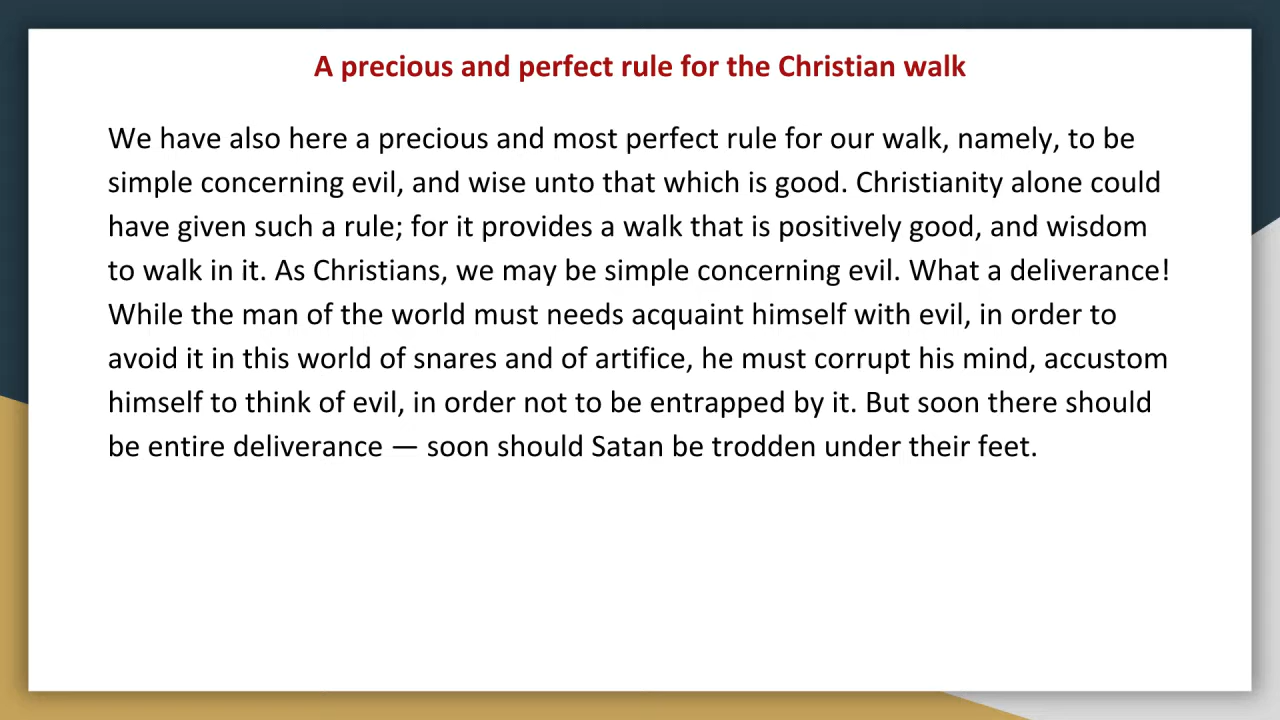 A precious and perfect rule for the Christian walk
We have also here a precious and most perfect rule for our walk, namely, to be
simple concerning evil, and wise unto that which is good. Christianity alone could
have given such a rule; for it provides a walk that is positively good, and wisdom
to walk in it. As Christians, we may be simple concerning evil. What a deliverance!
While the man of the world must needs acquaint himself with evil, in order to
avoid it in this world of snares and of artifice, he must corrupt his mind, accustom
himself to think of evil, in order not to be entrapped by it. But soon there should
be entire deliverance — soon should Satan be trodden under their feet.